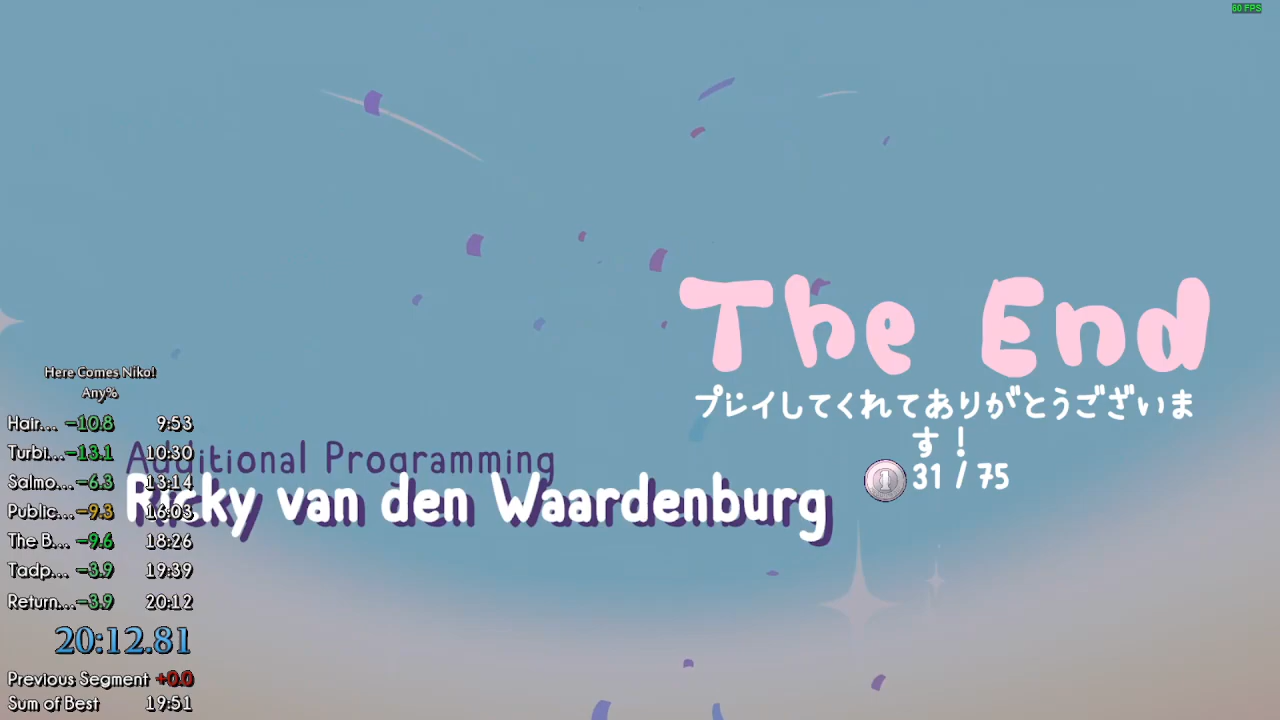 60 FPS
The End
プレイしてくれてありがとうございま
す！
31 / 75
Additional Programming
Ricky van den Waardenburg
Here Comes Niko!
Any%
Hair... -10.8 9:53
Turbi... -13.1 10:30
Salmo... -6.3 13:14
Public... -9.3 16:03
The B... -9.6 18:26
Tadp... -3.9 19:39
Return... -3.9 20:12
20:12.81
Previous Segment +0.0
Sum of Best 19:51